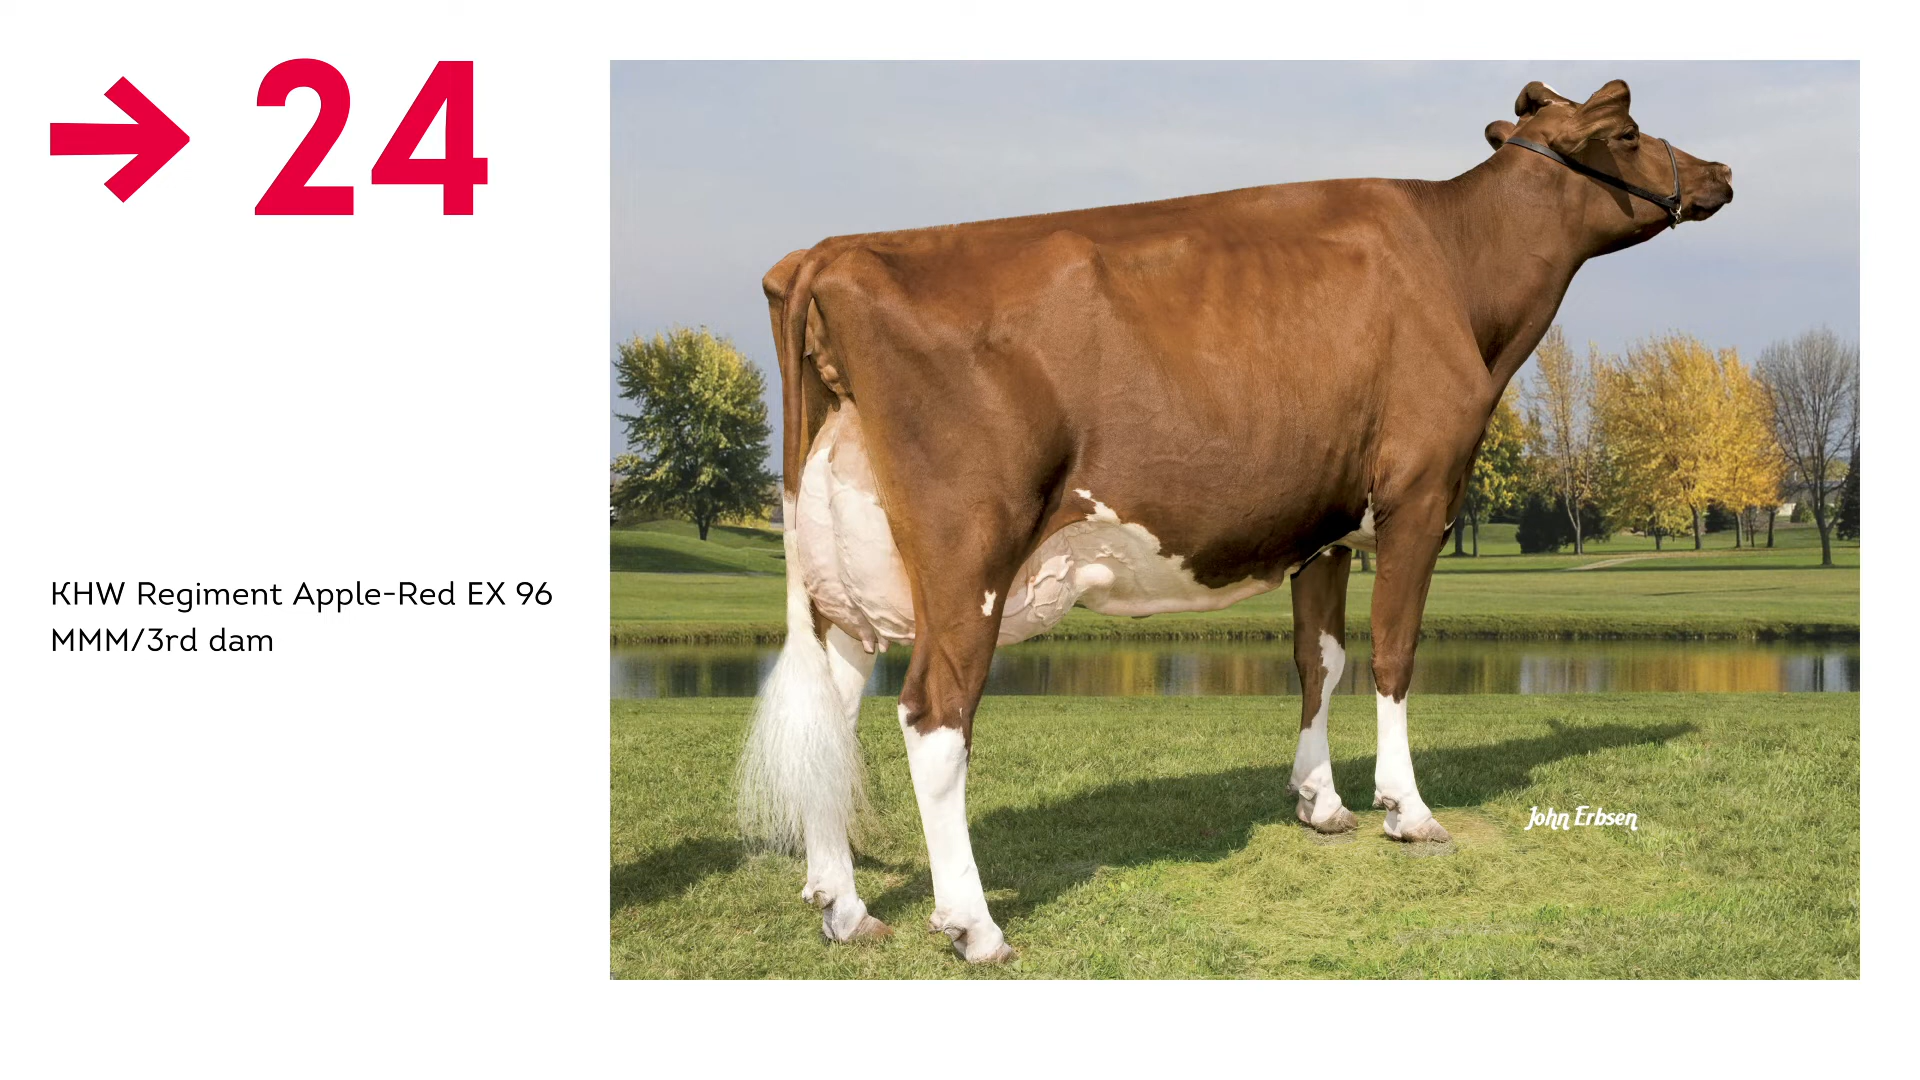 → 24
KHW Regiment Apple-Red EX 96
MMM/3rd dam
John Erbsen